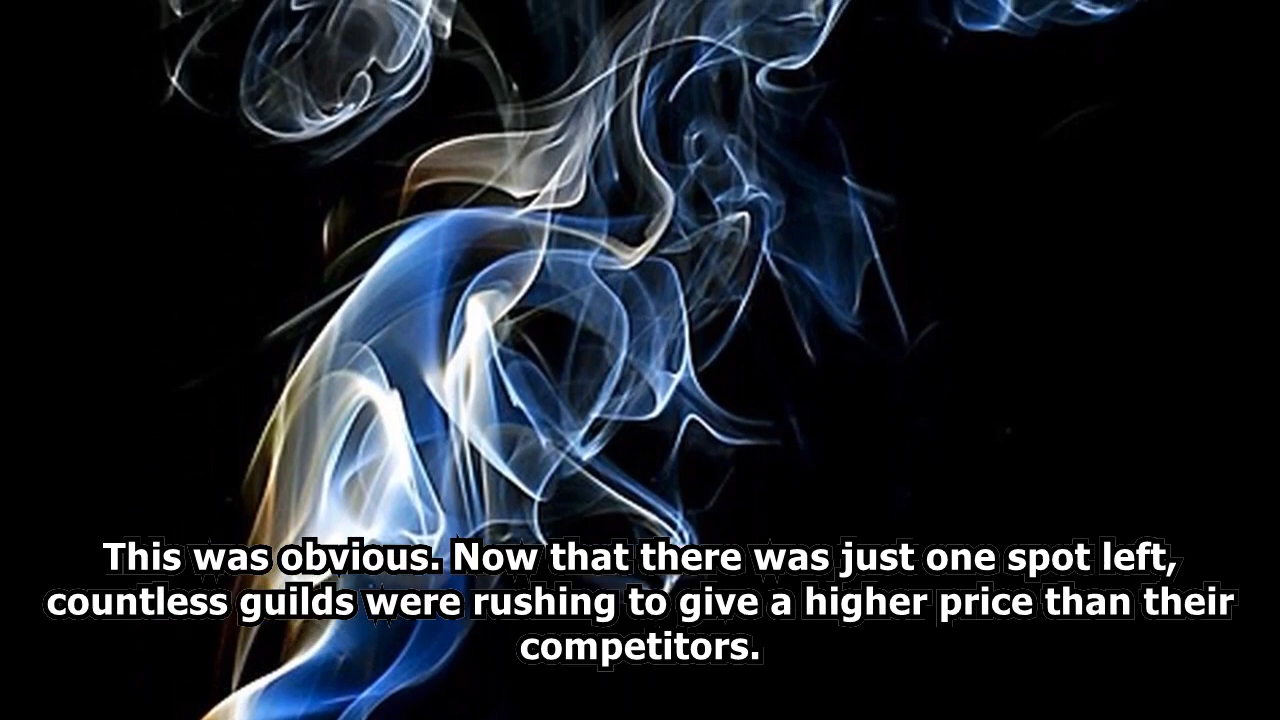 This was obvious. Now that there was just one spot left,
countless guilds were rushing to give a higher price than their
competitors.